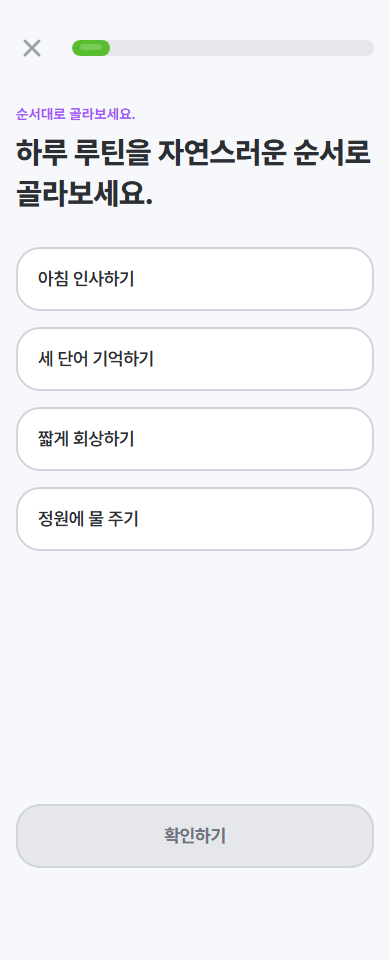 순서대로 골라보세요.
하루 루틴을 자연스러운 순서로
골라보세요.
아침 인사하기
세 단어 기억하기
짧게 회상하기
정원에 물 주기
확인하기